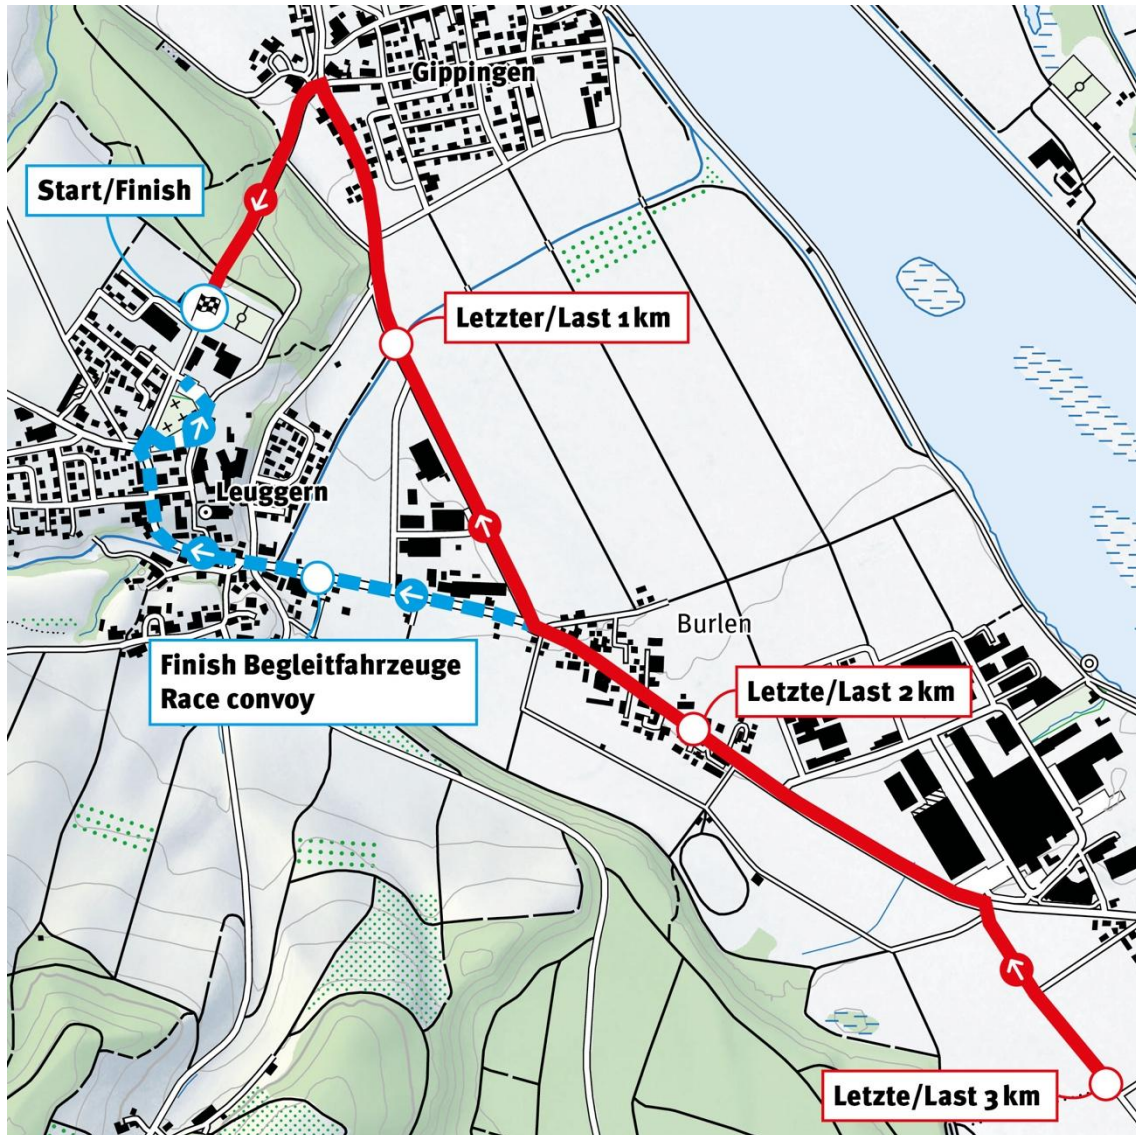 Gippingen
Start/Finish
Letzter/Last 1 km
Leuggern
Burlen
Finish Begleitfahrzeuge
Race convoy
Letzte/Last 2 km
Letzte/Last 3 km